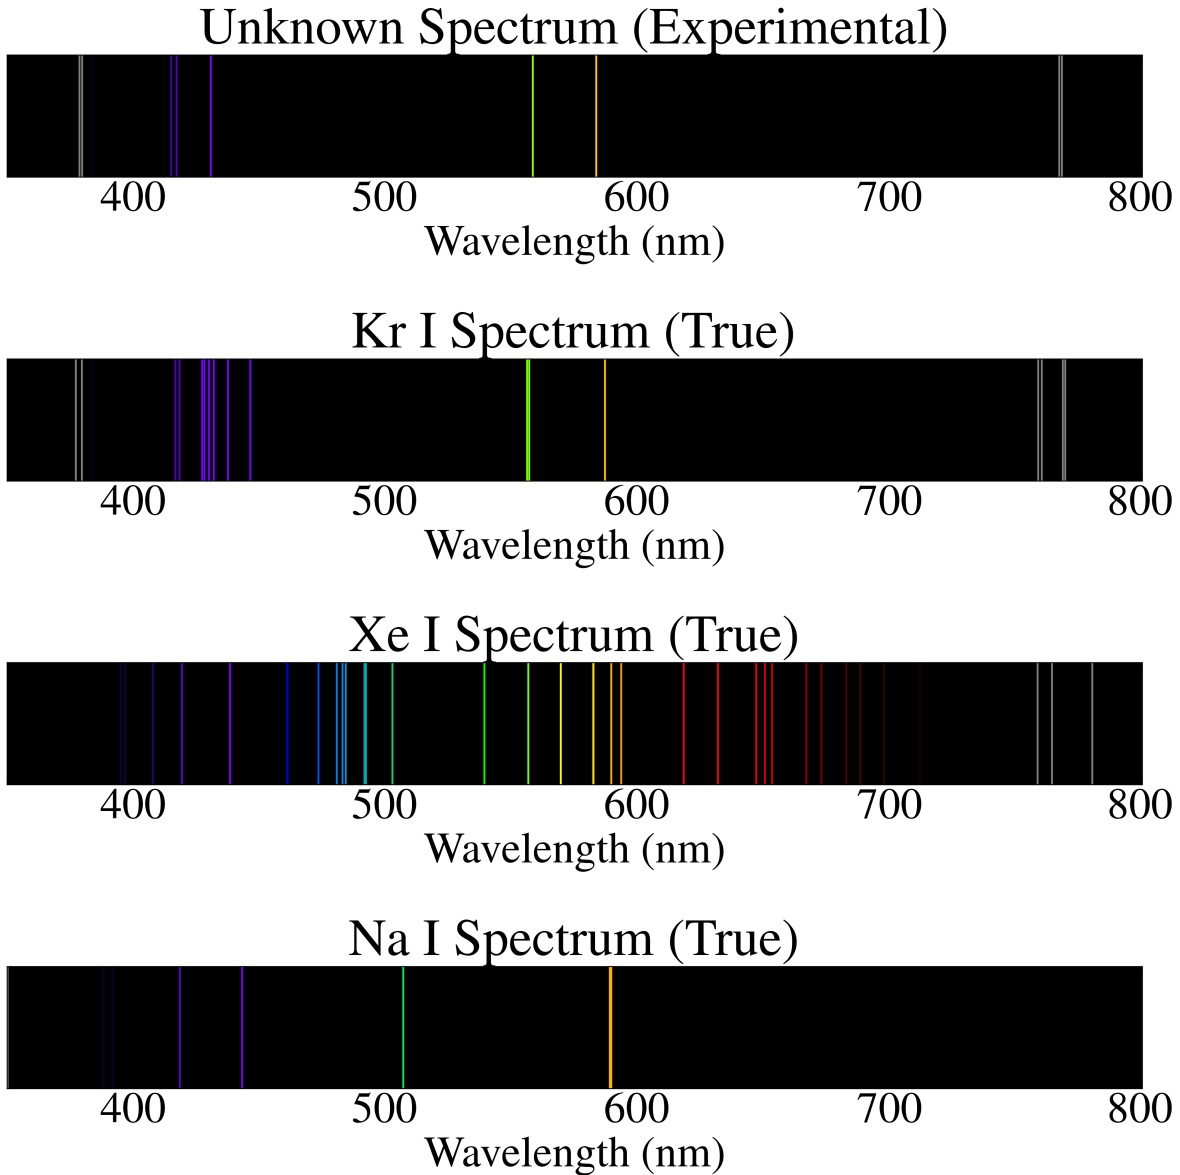 Unknown Spectrum (Experimental)
400 500 600 700 800
Wavelength (nm)
Kr I Spectrum (True)
400 500 600 700 800
Wavelength (nm)
Xe I Spectrum (True)
400 500 600 700 800
Wavelength (nm)
Na I Spectrum (True)
400 500 600 700 800
Wavelength (nm)